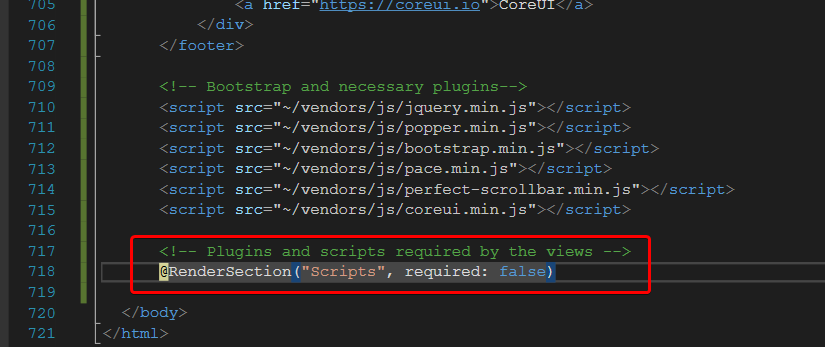 705 <a href="https://coreui.io">CoreUI</a>
706 </div>
707 </footer>
708
709 <!-- Bootstrap and necessary plugins-->
710 <script src="~/vendors/js/jquery.min.js"></script>
711 <script src="~/vendors/js/popper.min.js"></script>
712 <script src="~/vendors/js/bootstrap.min.js"></script>
713 <script src="~/vendors/js/pace.min.js"></script>
714 <script src="~/vendors/js/perfect-scrollbar.min.js"></script>
715 <script src="~/vendors/js/coreui.min.js"></script>
716
717 <!-- Plugins and scripts required by the views -->
718 @RenderSection("Scripts", required: false)
719
720 </body>
721 </html>